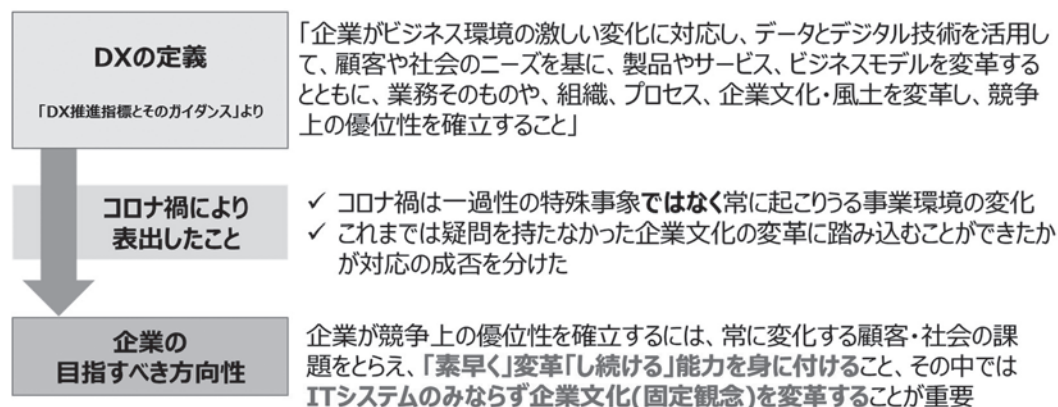 DXの定義
「DX推進指標とそのガイダンス」より
「企業がビジネス環境の激しい変化に対応し、データとデジタル技術を活用し
て、顧客や社会のニーズを基に、製品やサービス、ビジネスモデルを変革する
とともに、業務そのものや、組織、プロセス、企業文化・風土を変革し、競争
上の優位性を確立すること」
コロナ禍により
表出したこと
✓ コロナ禍は一過性の特殊事象ではなく常に起こりうる事業環境の変化
✓ これまでは疑問を持たなかった企業文化の変革に踏み込むことができたか
が対応の成否を分けた
企業の
目指すべき方向性
企業が競争上の優位性を確立するには、常に変化する顧客・社会の課
題をとらえ、「素早く」変革「し続ける」能力を身に付けること、その中では
ITシステムのみならず企業文化(固定観念)を変革することが重要